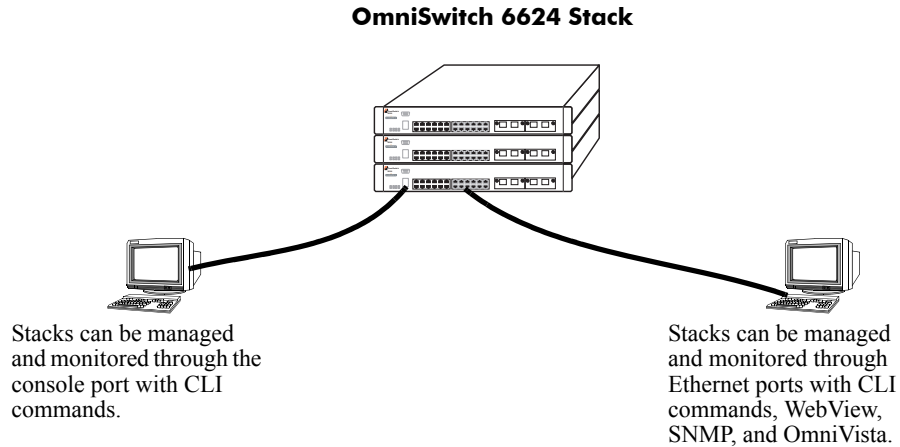 OmniSwitch 6624 Stack
Stacks can be managed
and monitored through the
console port with CLI
commands.
Stacks can be managed
and monitored through
Ethernet ports with CLI
commands, WebView,
SNMP, and OmniVista.